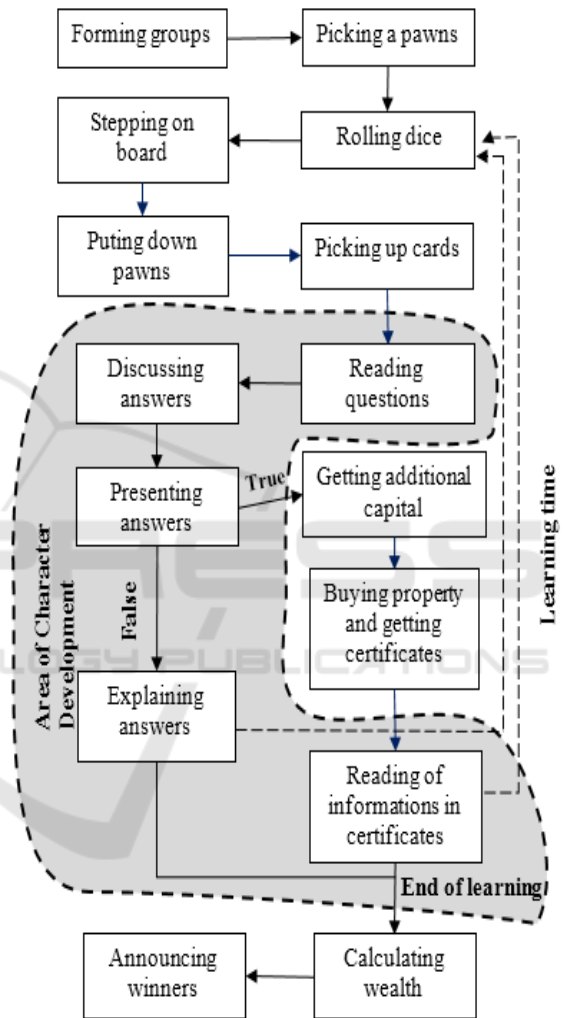 Forming groups
Picking a pawns
Stepping on
board
Rolling dice
Puting down
pawns
Picking up cards
Discussing
answers
Reading
questions
Presenting
answers
True
Getting additional
capital
Buying property
and getting
certificates
False
Area of Character
Development
Learning time
Explaining
answers
Reading of
informations in
certificates
End of learning
Announcing
winners
Calculating
wealth